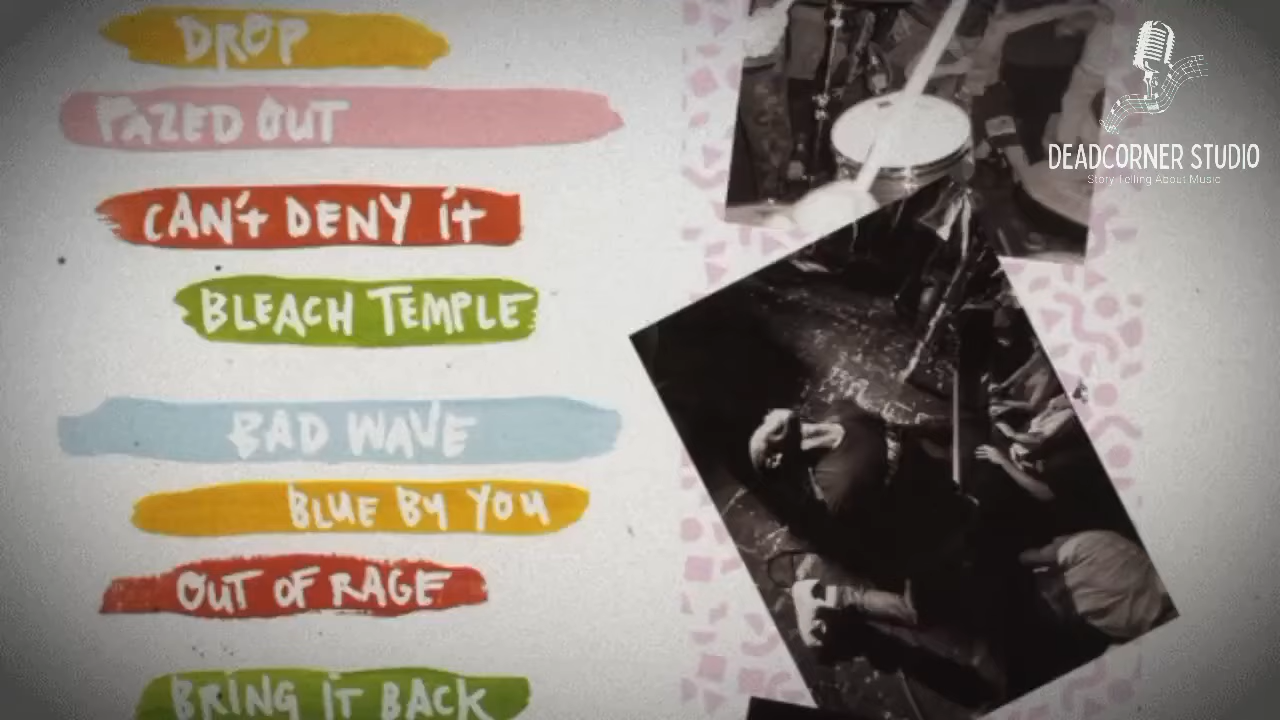 DROP
FAZED OUT
CAN't DENY it
BLEACH TEMPLE
BAD WAVE
BLUE BY YOU
OUT OF RAGE
BRiNG iT BACK
DEADCORNER STUDIO
Story Telling About Music